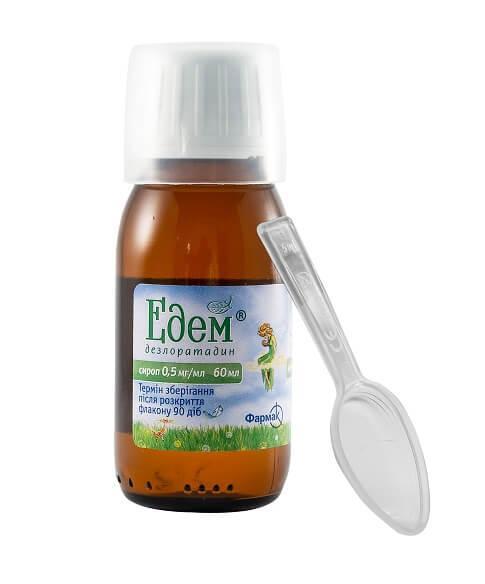 Едем®
дезлоратадин
сироп 0,5 мг/мл 60 мл
Термін зберігання
після розкриття
флакону 90 діб
Фармак